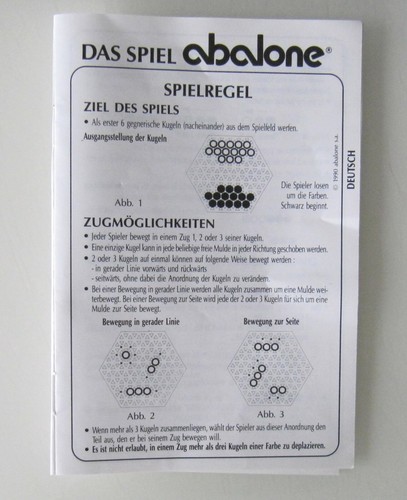 DAS SPIEL abalone®
SPIELREGEL
ZIEL DES SPIELS
• Als erster 6 gegnerische Kugeln (nacheinander) aus dem Spielfeld werfen.
Ausgangsstellung der Kugeln
Abb. 1
Die Spieler losen
um die Farben.
Schwarz beginnt.
© 1990 abalone s.a.
DEUTSCH
ZUGMÖGLICHKEITEN
• Jeder Spieler bewegt in einem Zug 1, 2 oder 3 seiner Kugeln.
• Eine einzige Kugel kann in jede beliebige freie Mulde in jeder Richtung geschoben werden.
• 2 oder 3 Kugeln auf einmal können auf folgende Weise bewegt werden :
- in gerader Linie vorwärts und rückwärts
- seitwärts, ohne dabei die Anordnung der Kugeln zu verändern.
• Bei einer Bewegung in gerader Linie werden alle Kugeln zusammen um eine Mulde wei-
terbewegt. Bei einer Bewegung zur Seite wird jede der 2 oder 3 Kugeln für sich um eine
Mulde zur Seite bewegt.
Bewegung in gerader Linie
Bewegung zur Seite
Abb. 2
Abb. 3
• Wenn mehr als 3 Kugeln zusammenliegen, wählt der Spieler aus dieser Anordnung den
Teil aus, den er bei seinem Zug bewegen will.
• Es ist nicht erlaubt, in einem Zug mehr als drei Kugeln einer Farbe zu deplazieren.